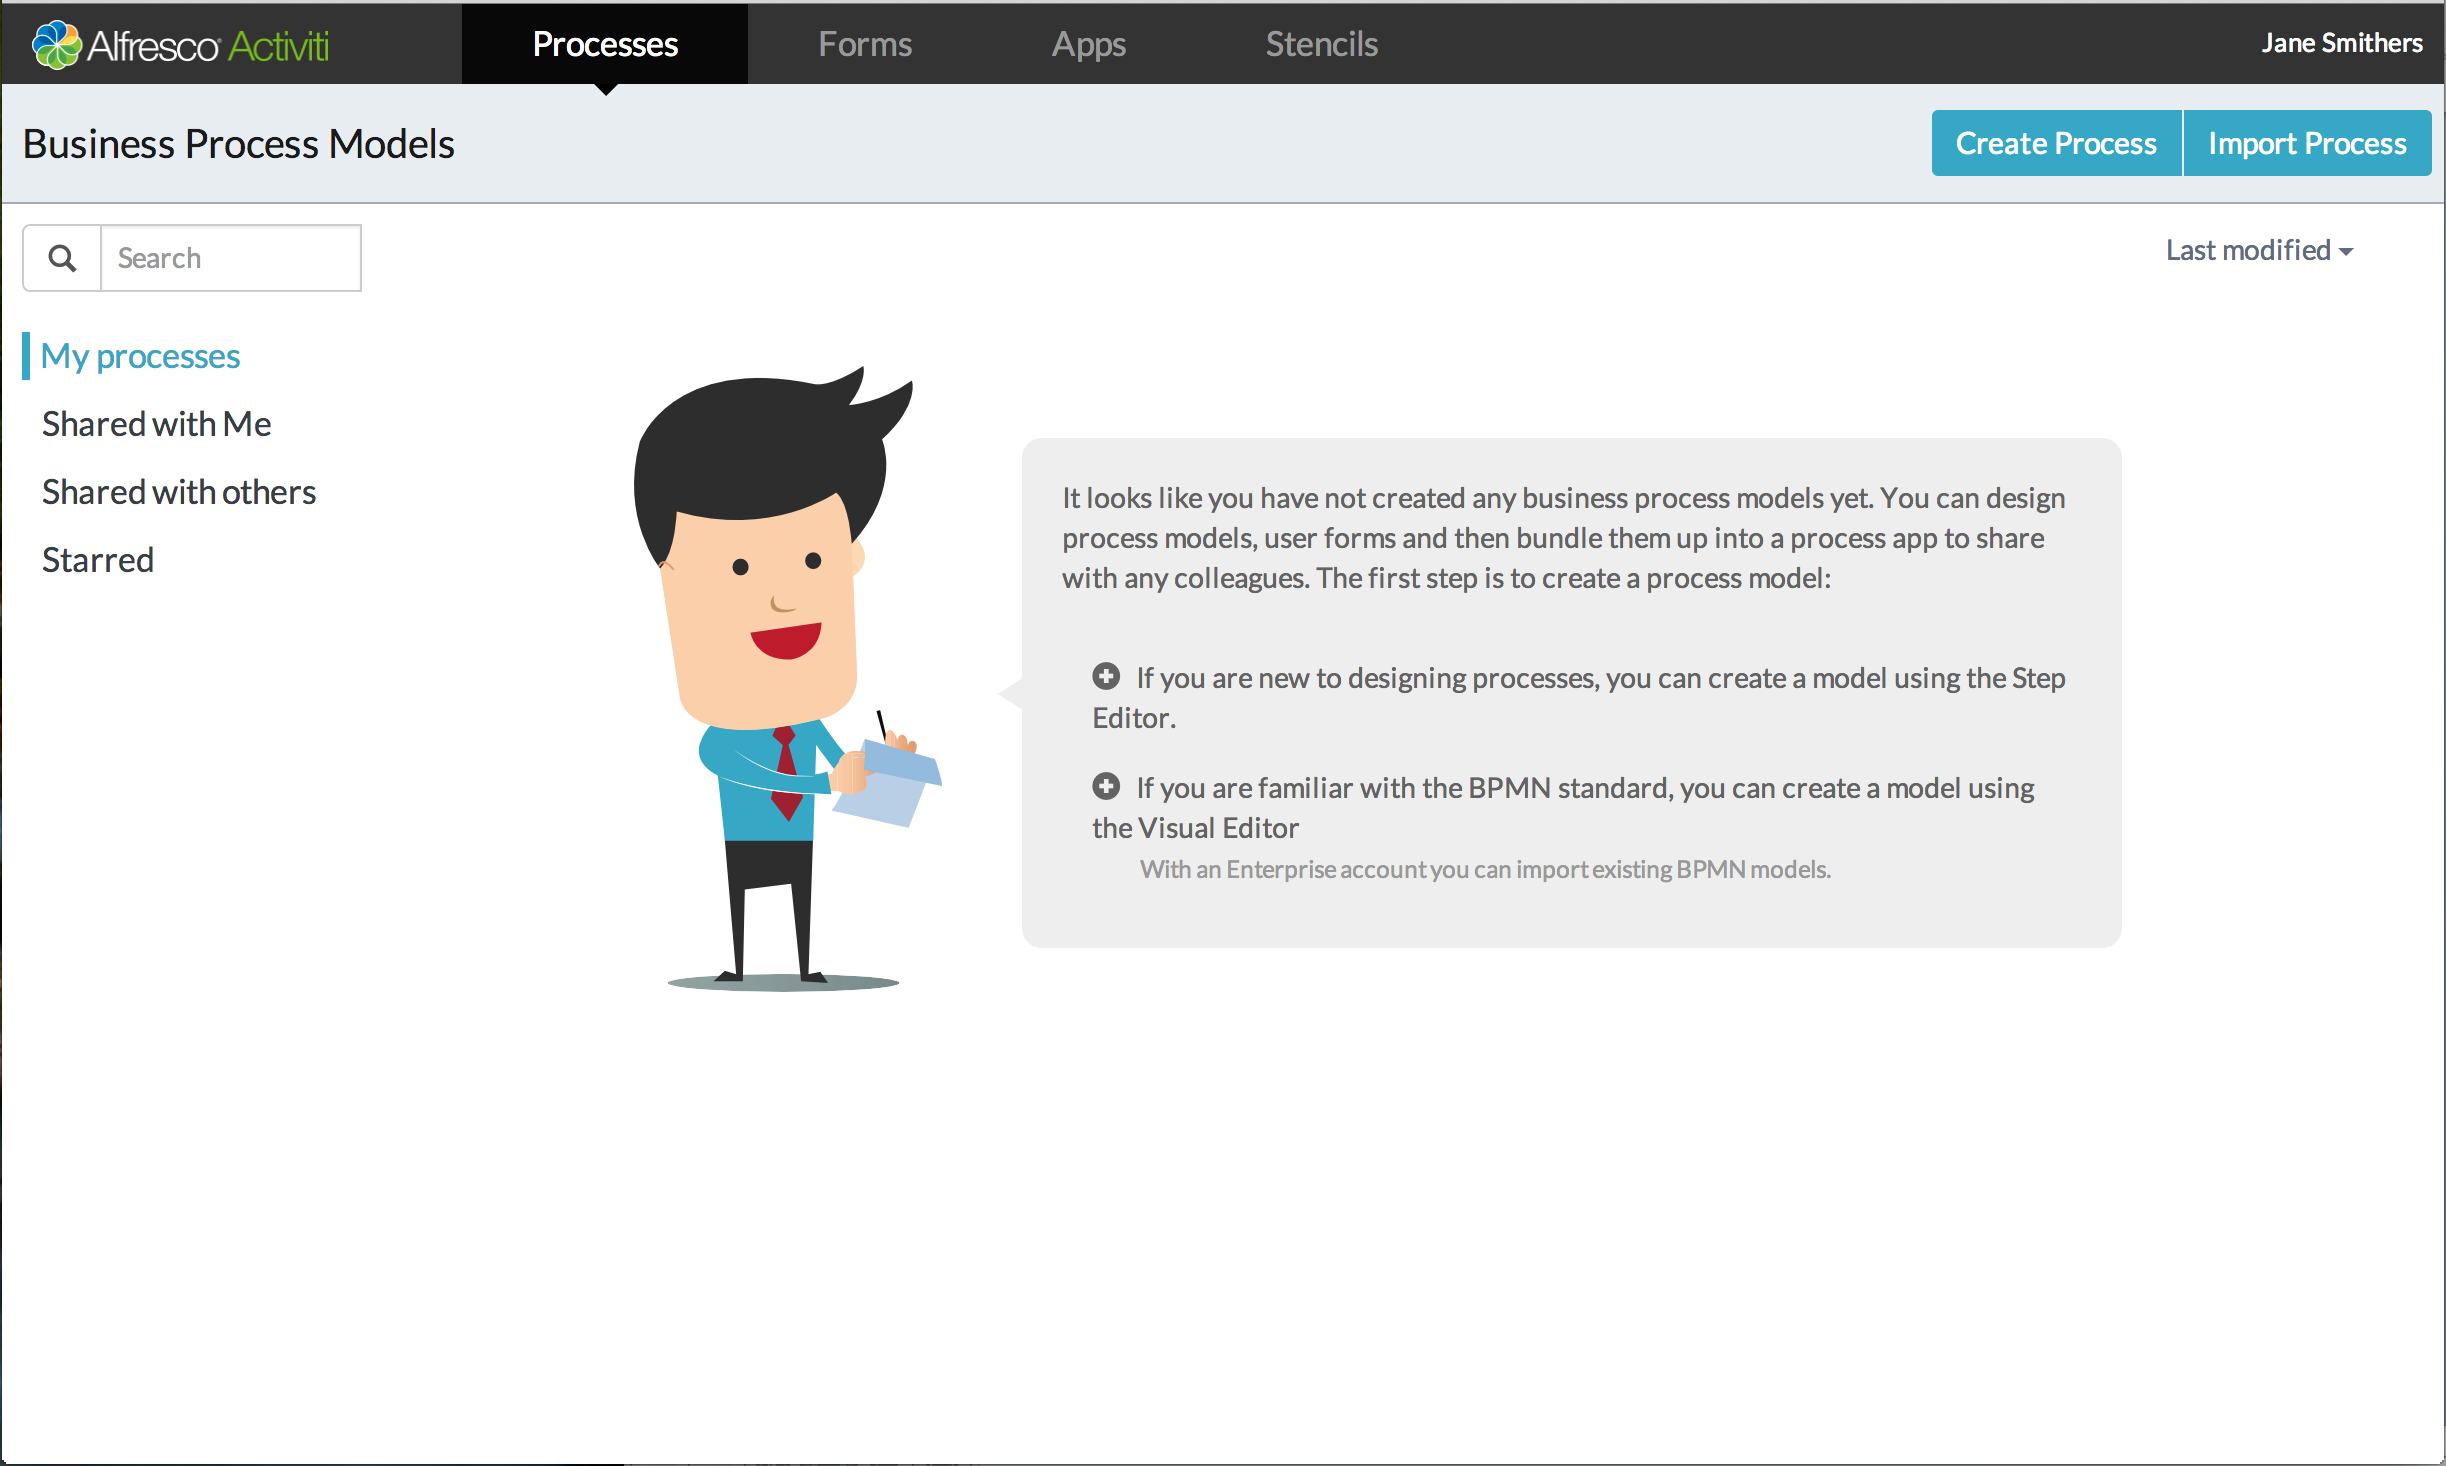 Alfresco Activiti
Processes
Forms
Apps
Stencils
Jane Smithers
Business Process Models
Create Process
Import Process
Search
Last modified
My processes
Shared with Me
Shared with others
Starred
It looks like you have not created any business process models yet. You can design
process models, user forms and then bundle them up into a process app to share
with any colleagues. The first step is to create a process model:
If you are new to designing processes, you can create a model using the Step
Editor.
If you are familiar with the BPMN standard, you can create a model using
the Visual Editor
With an Enterprise account you can import existing BPMN models.